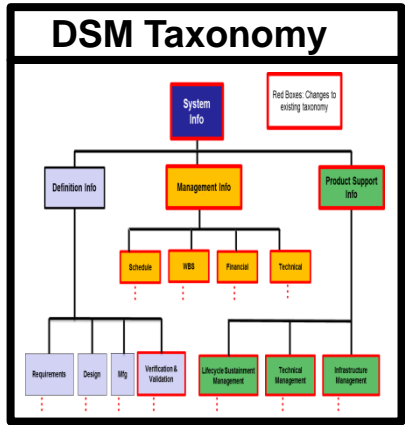 DSM Taxonomy
System
Info
Red Boxes: Changes to
existing taxonomy
Definition Info
Management Info
Product Support
Info
Schedule
WBS
Financial
Technical
Requirements
Design
Mfg
Verification &
Validation
Lifecycle Sustainment
Management
Technical
Management
Infrastructure
Management